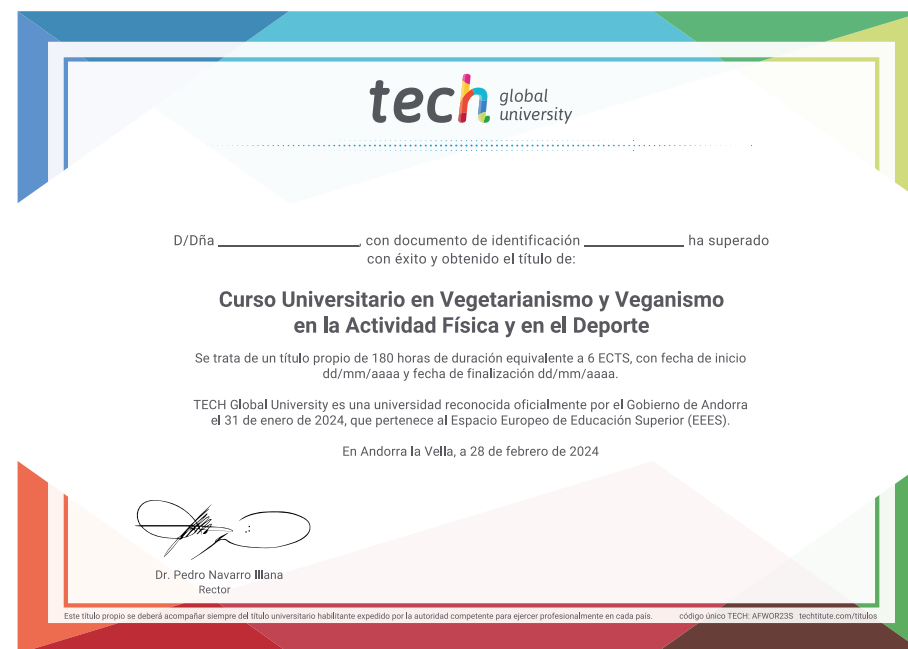 tech global university
D/Dña ____________________, con documento de identificación ______________ ha superado
con éxito y obtenido el título de:
Curso Universitario en Vegetarianismo y Veganismo
en la Actividad Física y en el Deporte
Se trata de un título propio de 180 horas de duración equivalente a 6 ECTS, con fecha de inicio
dd/mm/aaaa y fecha de finalización dd/mm/aaaa.
TECH Global University es una universidad reconocida oficialmente por el Gobierno de Andorra
el 31 de enero de 2024, que pertenece al Espacio Europeo de Educación Superior (EEES).
En Andorra la Vella, a 28 de febrero de 2024
Dr. Pedro Navarro Illana
Rector
Este título propio se deberá acompañar siempre del título universitario habilitante expedido por la autoridad competente para ejercer profesionalmente en cada país. código único TECH: AFWOR23S techtitute.com/titulos